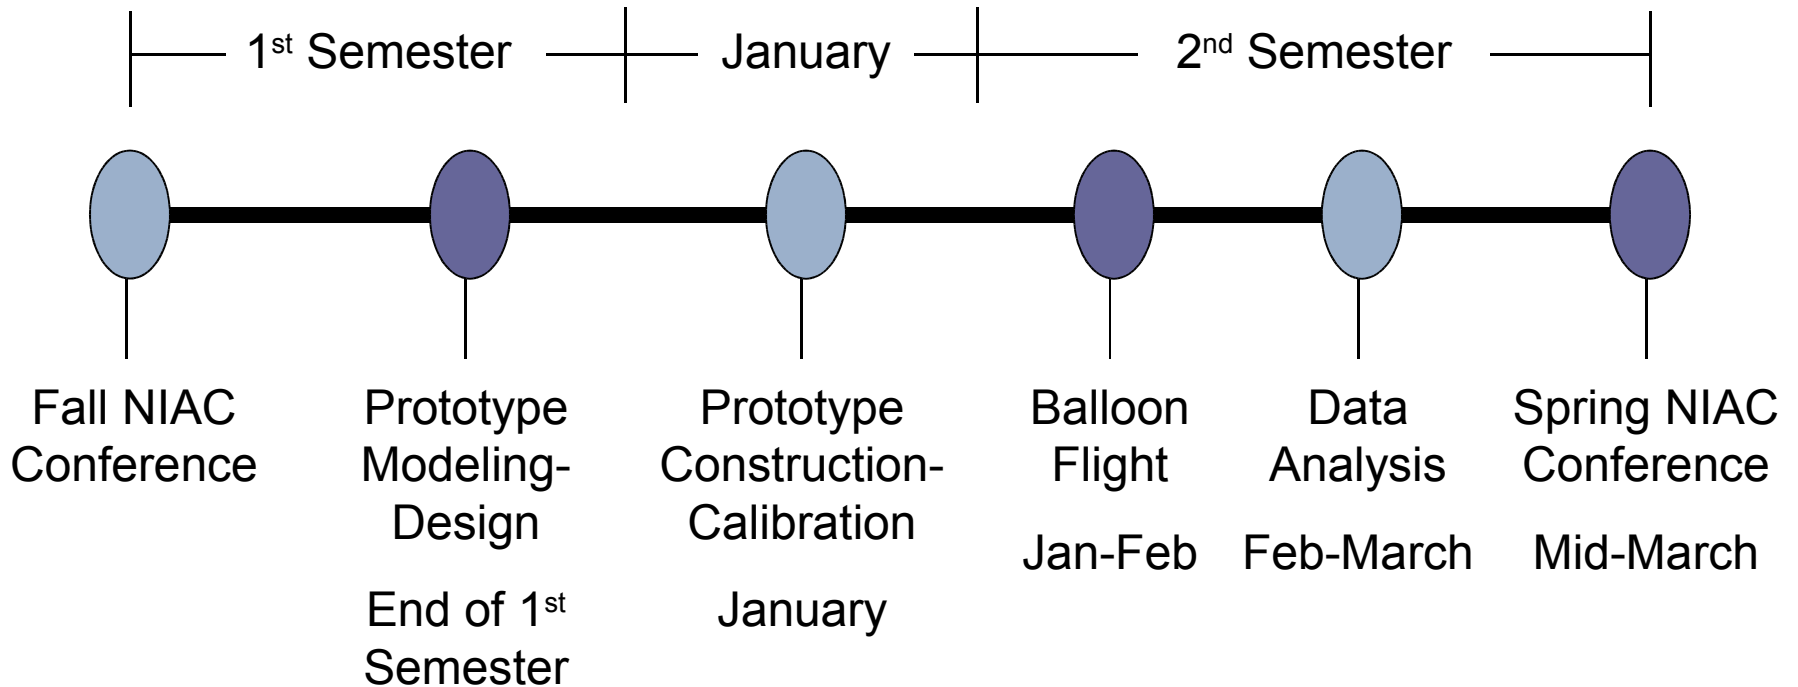 1st Semester
January
2nd Semester
Fall NIAC
Conference
Prototype
Modeling-
Design
End of 1st
Semester
Prototype
Construction-
Calibration
January
Balloon
Flight
Jan-Feb
Data
Analysis
Feb-March
Spring NIAC
Conference
Mid-March